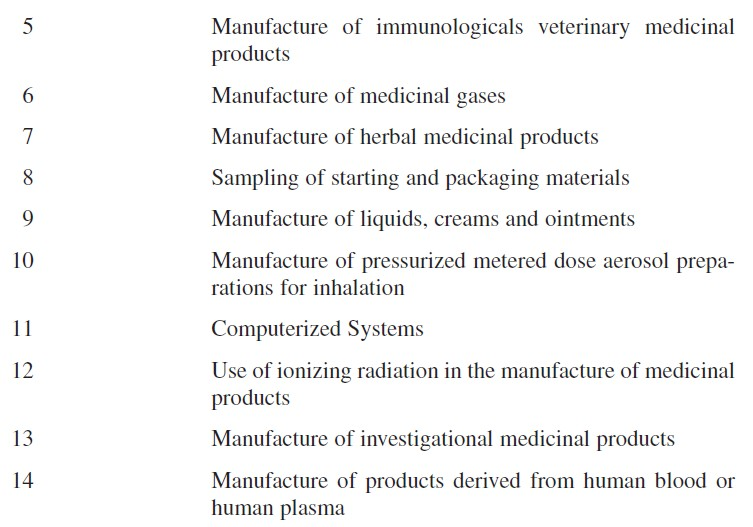 5 Manufacture of immunologicals veterinary medicinal
products
6 Manufacture of medicinal gases
7 Manufacture of herbal medicinal products
8 Sampling of starting and packaging materials
9 Manufacture of liquids, creams and ointments
10 Manufacture of pressurized metered dose aerosol prepa-
rations for inhalation
11 Computerized Systems
12 Use of ionizing radiation in the manufacture of medicinal
products
13 Manufacture of investigational medicinal products
14 Manufacture of products derived from human blood or
human plasma